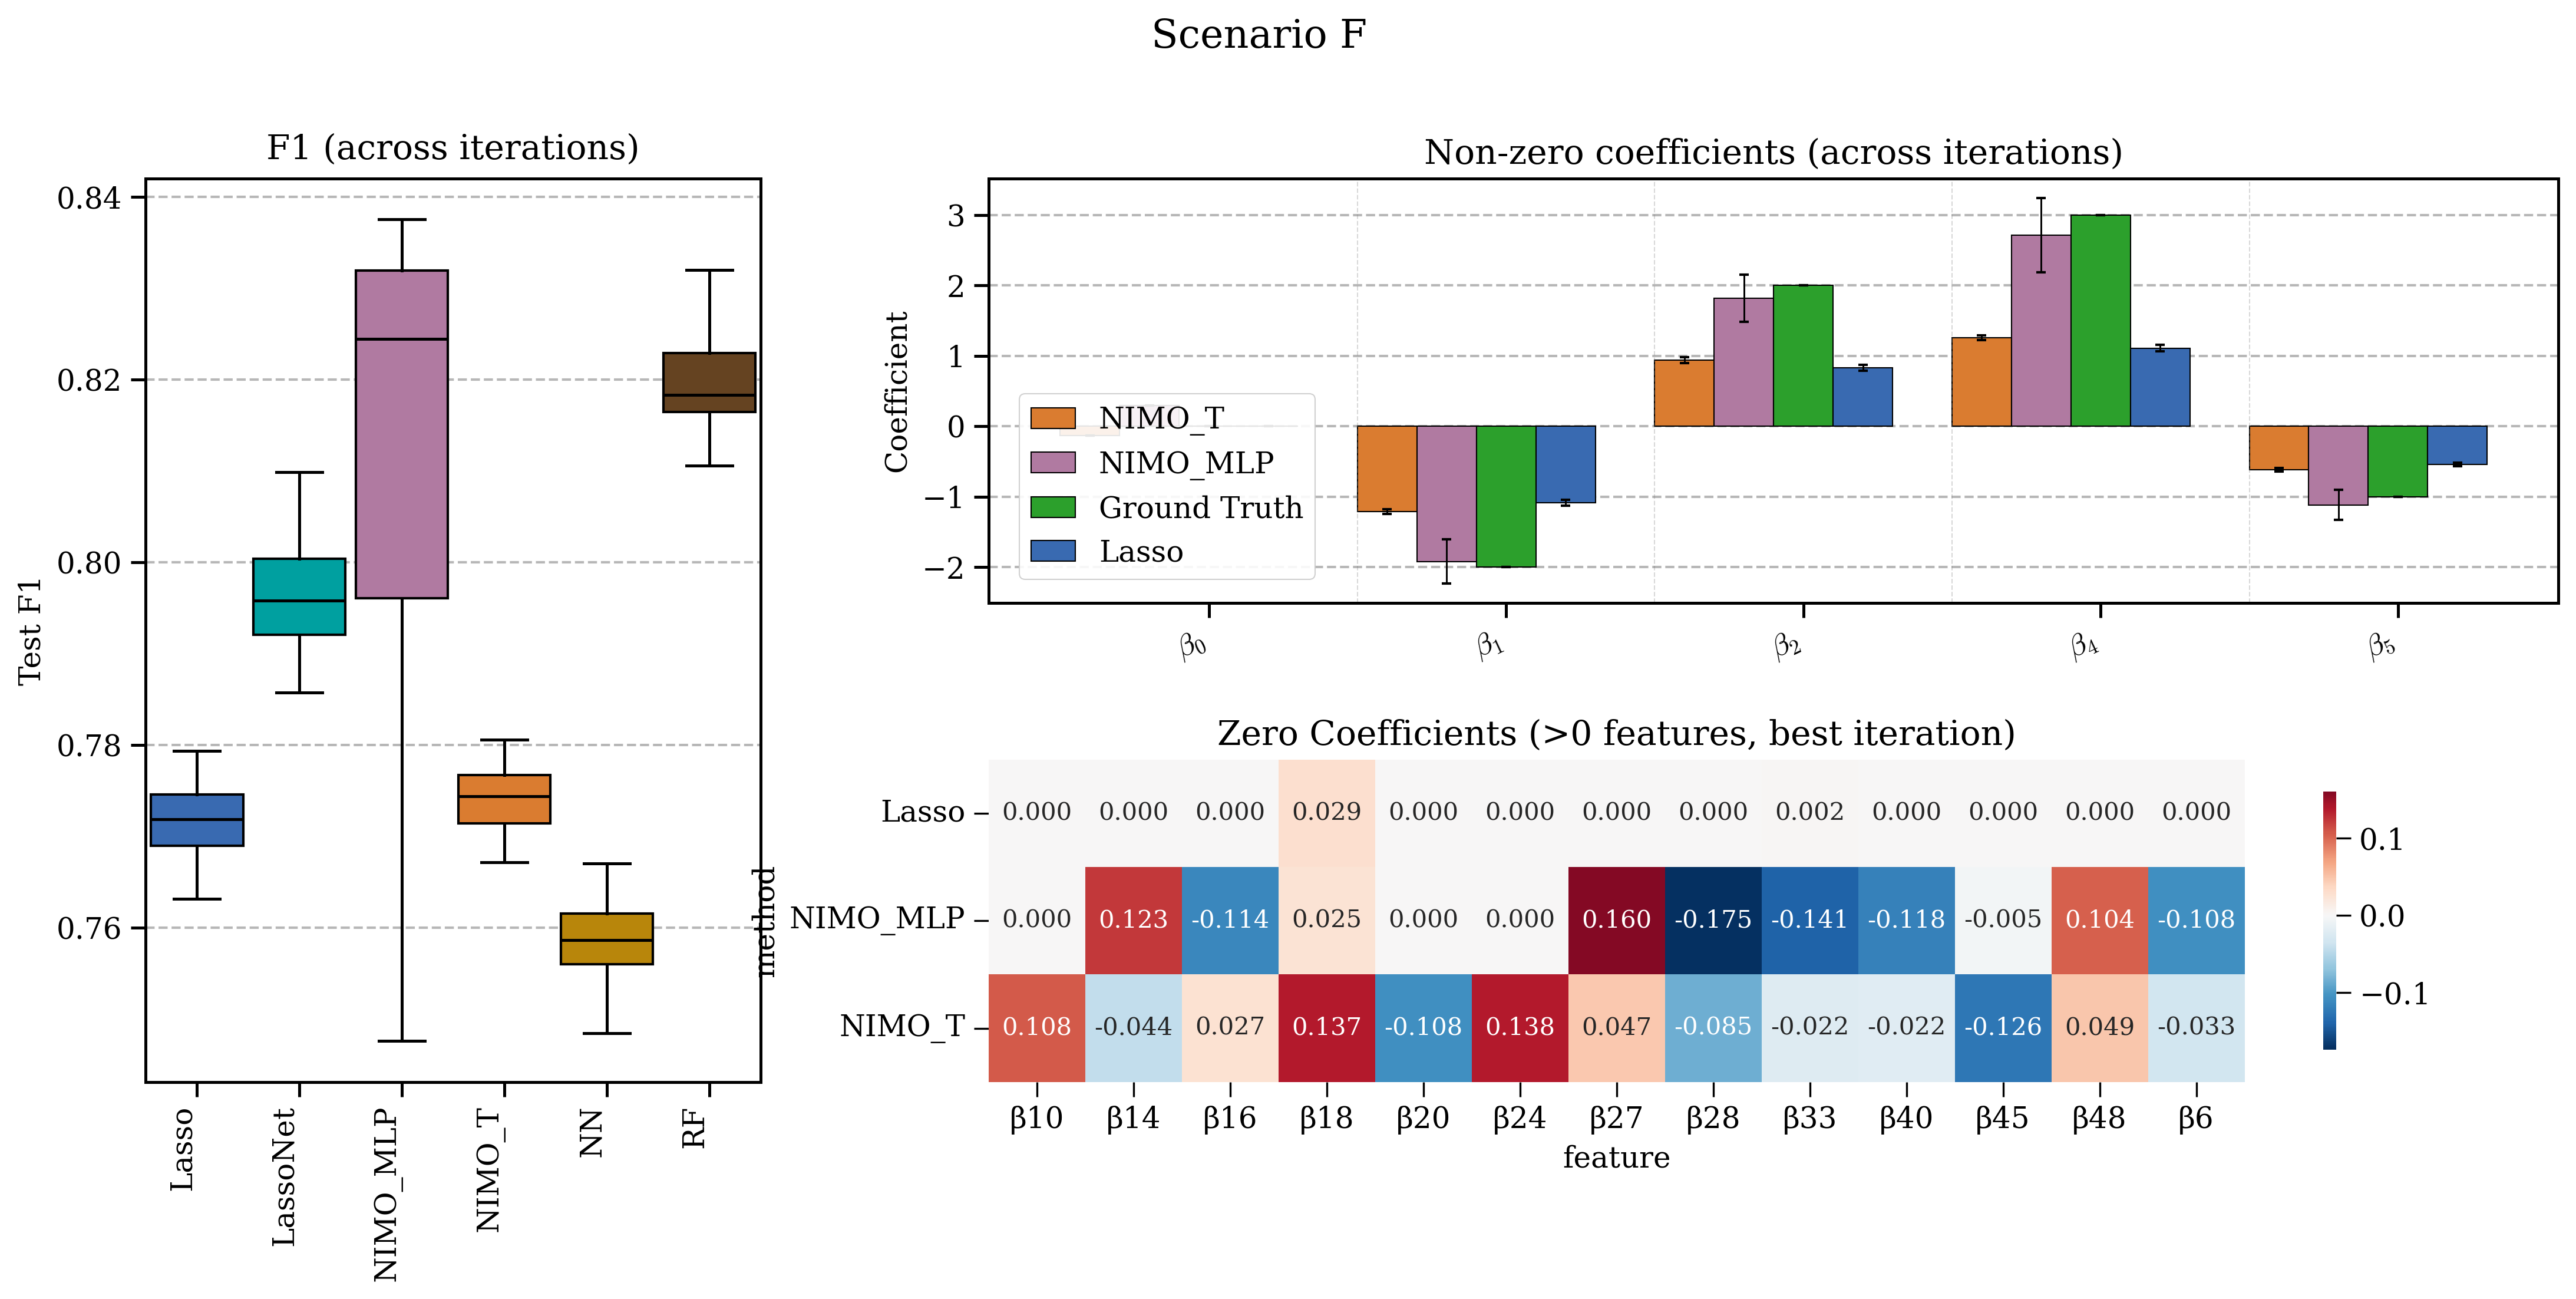 Scenario F
F1 (across iterations)
Test F1
0.84
0.82
0.80
0.78
0.76
Lasso
LassoNet
NIMO_MLP
NIMO_T
NN
RF
Non-zero coefficients (across iterations)
Coefficient
3
2
1
0
−1
−2
NIMO_T
NIMO_MLP
Ground Truth
Lasso
β₀ β₁ β₂ β₄ β₅
Zero Coefficients (>0 features, best iteration)
method
Lasso 0.000 0.000 0.000 0.029 0.000 0.000 0.000 0.000 0.002 0.000 0.000 0.000 0.000
NIMO_MLP 0.000 0.123 -0.114 0.025 0.000 0.000 0.160 -0.175 -0.141 -0.118 -0.005 0.104 -0.108
NIMO_T 0.108 -0.044 0.027 0.137 -0.108 0.138 0.047 -0.085 -0.022 -0.022 -0.126 0.049 -0.033
β10 β14 β16 β18 β20 β24 β27 β28 β33 β40 β45 β48 β6
feature
0.1
0.0
−0.1